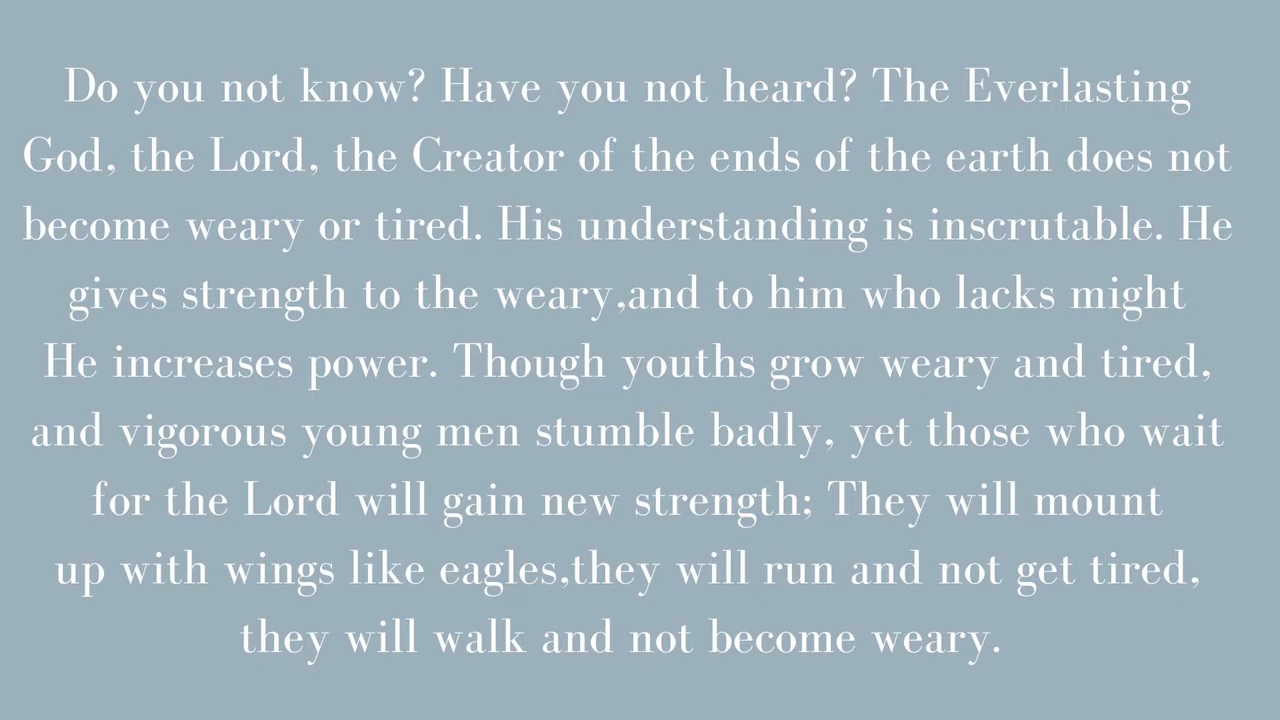 Do you not know? Have you not heard? The Everlasting
God, the Lord, the Creator of the ends of the earth does not
become weary or tired. His understanding is inscrutable. He
gives strength to the weary,and to him who lacks might
He increases power. Though youths grow weary and tired,
and vigorous young men stumble badly, yet those who wait
for the Lord will gain new strength; They will mount
up with wings like eagles,they will run and not get tired,
they will walk and not become weary.